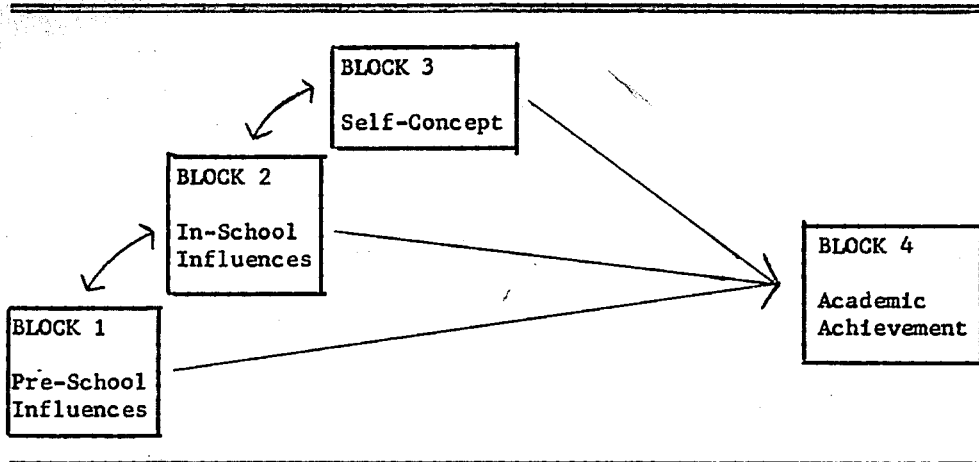 BLOCK 3
Self-Concept
BLOCK 2
In-School
Influences
BLOCK 1
Pre-School
Influences
BLOCK 4
Academic
Achievement